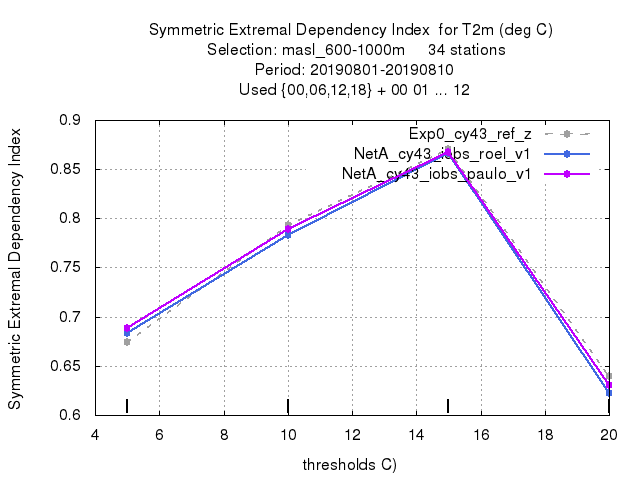 Symmetric Extremal Dependency Index  for T2m (deg C)
Selection: masl_600-1000m     34 stations
Period: 20190801-20190810
Used {00,06,12,18} + 00 01 ... 12
Symmetric Extremal Dependency Index
0.9
0.85
0.8
0.75
0.7
0.65
0.6
Exp0_cy43_ref_z
NetA_cy43_iobs_roel_v1
NetA_cy43_iobs_paulo_v1
4 6 8 10 12 14 16 18 20
thresholds C)